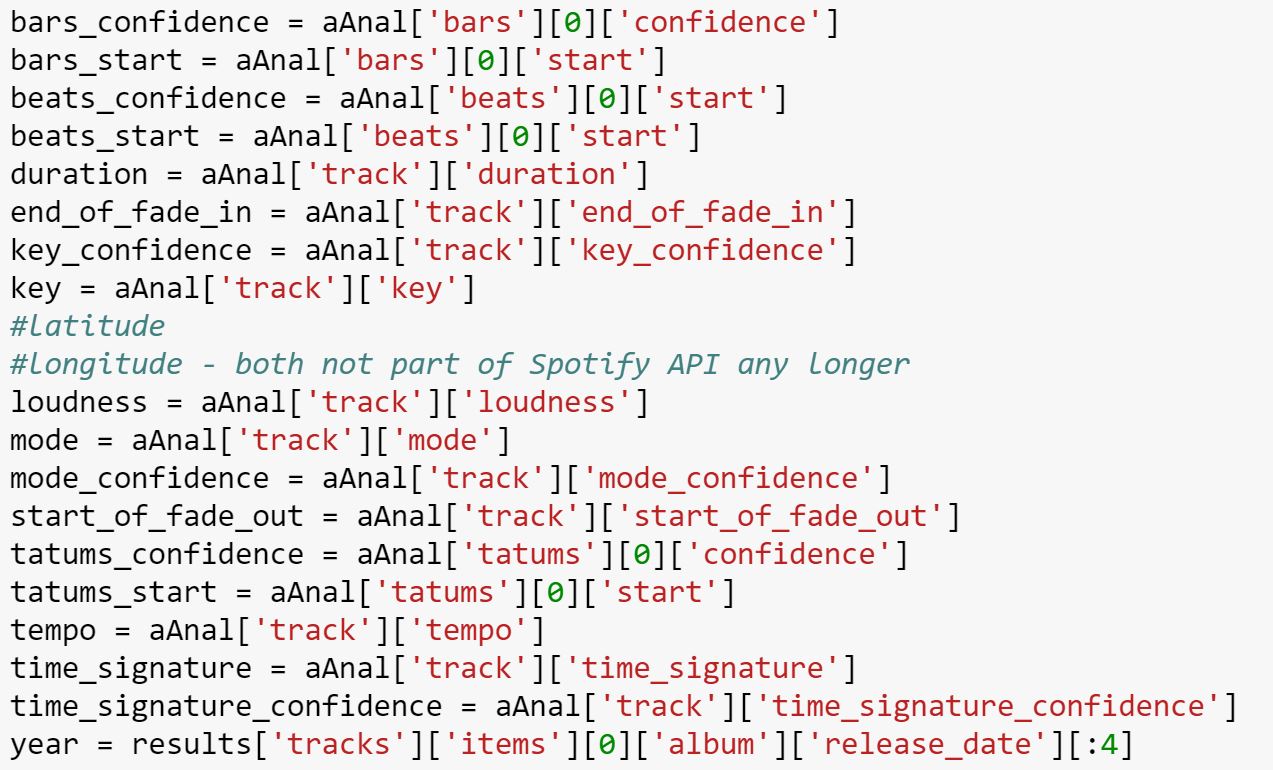 bars_confidence = aAnal['bars'][0]['confidence']
bars_start = aAnal['bars'][0]['start']
beats_confidence = aAnal['beats'][0]['start']
beats_start = aAnal['beats'][0]['start']
duration = aAnal['track']['duration']
end_of_fade_in = aAnal['track']['end_of_fade_in']
key_confidence = aAnal['track']['key_confidence']
key = aAnal['track']['key']
#latitude
#longitude - both not part of Spotify API any longer
loudness = aAnal['track']['loudness']
mode = aAnal['track']['mode']
mode_confidence = aAnal['track']['mode_confidence']
start_of_fade_out = aAnal['track']['start_of_fade_out']
tatums_confidence = aAnal['tatums'][0]['confidence']
tatums_start = aAnal['tatums'][0]['start']
tempo = aAnal['track']['tempo']
time_signature = aAnal['track']['time_signature']
time_signature_confidence = aAnal['track']['time_signature_confidence']
year = results['tracks']['items'][0]['album']['release_date'][:4]